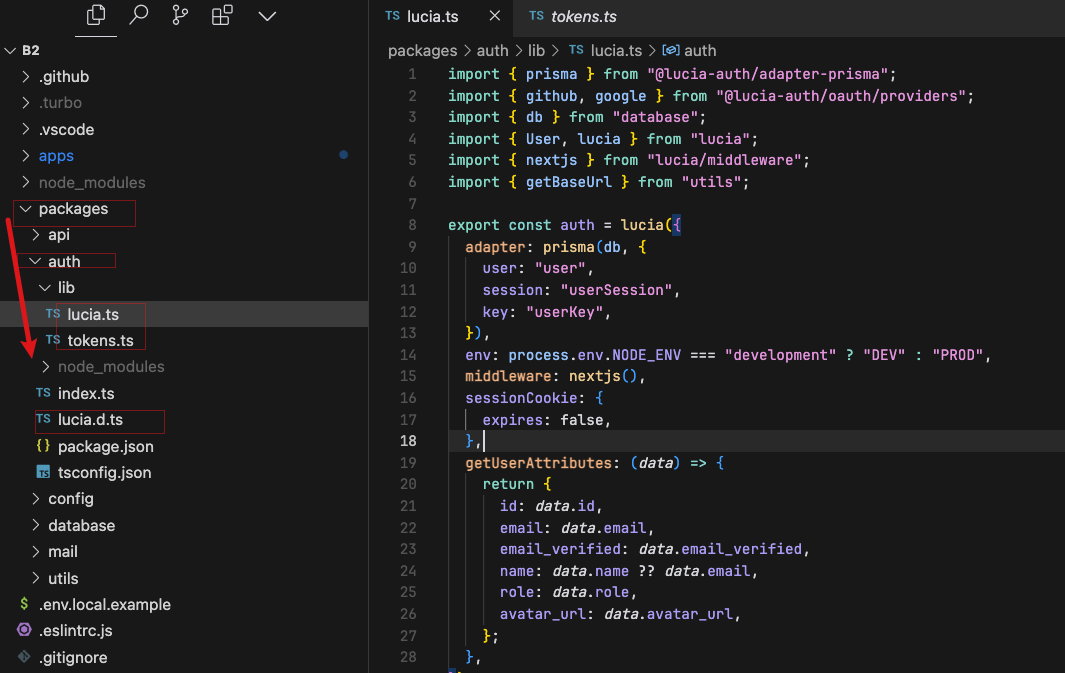 TS lucia.ts
TS tokens.ts
B2
packages > auth > lib > TS lucia.ts > auth
.github
.turbo
.vscode
apps
node_modules
packages
api
auth
lib
TS lucia.ts
TS tokens.ts
node_modules
TS index.ts
TS lucia.d.ts
{} package.json
TS tsconfig.json
config
database
mail
utils
$ .env.local.example
.eslintrc.js
.gitignore
1 import { prisma } from "@lucia-auth/adapter-prisma";
2 import { github, google } from "@lucia-auth/oauth/providers";
3 import { db } from "database";
4 import { User, lucia } from "lucia";
5 import { nextjs } from "lucia/middleware";
6 import { getBaseUrl } from "utils";
7
8 export const auth = lucia({
9 adapter: prisma(db, {
10 user: "user",
11 session: "userSession",
12 key: "userKey",
13 }),
14 env: process.env.NODE_ENV === "development" ? "DEV" : "PROD",
15 middleware: nextjs(),
16 sessionCookie: {
17 expires: false,
18 },
19 getUserAttributes: (data) => {
20 return {
21 id: data.id,
22 email: data.email,
23 email_verified: data.email_verified,
24 name: data.name ?? data.email,
25 role: data.role,
26 avatar_url: data.avatar_url,
27 };
28 },